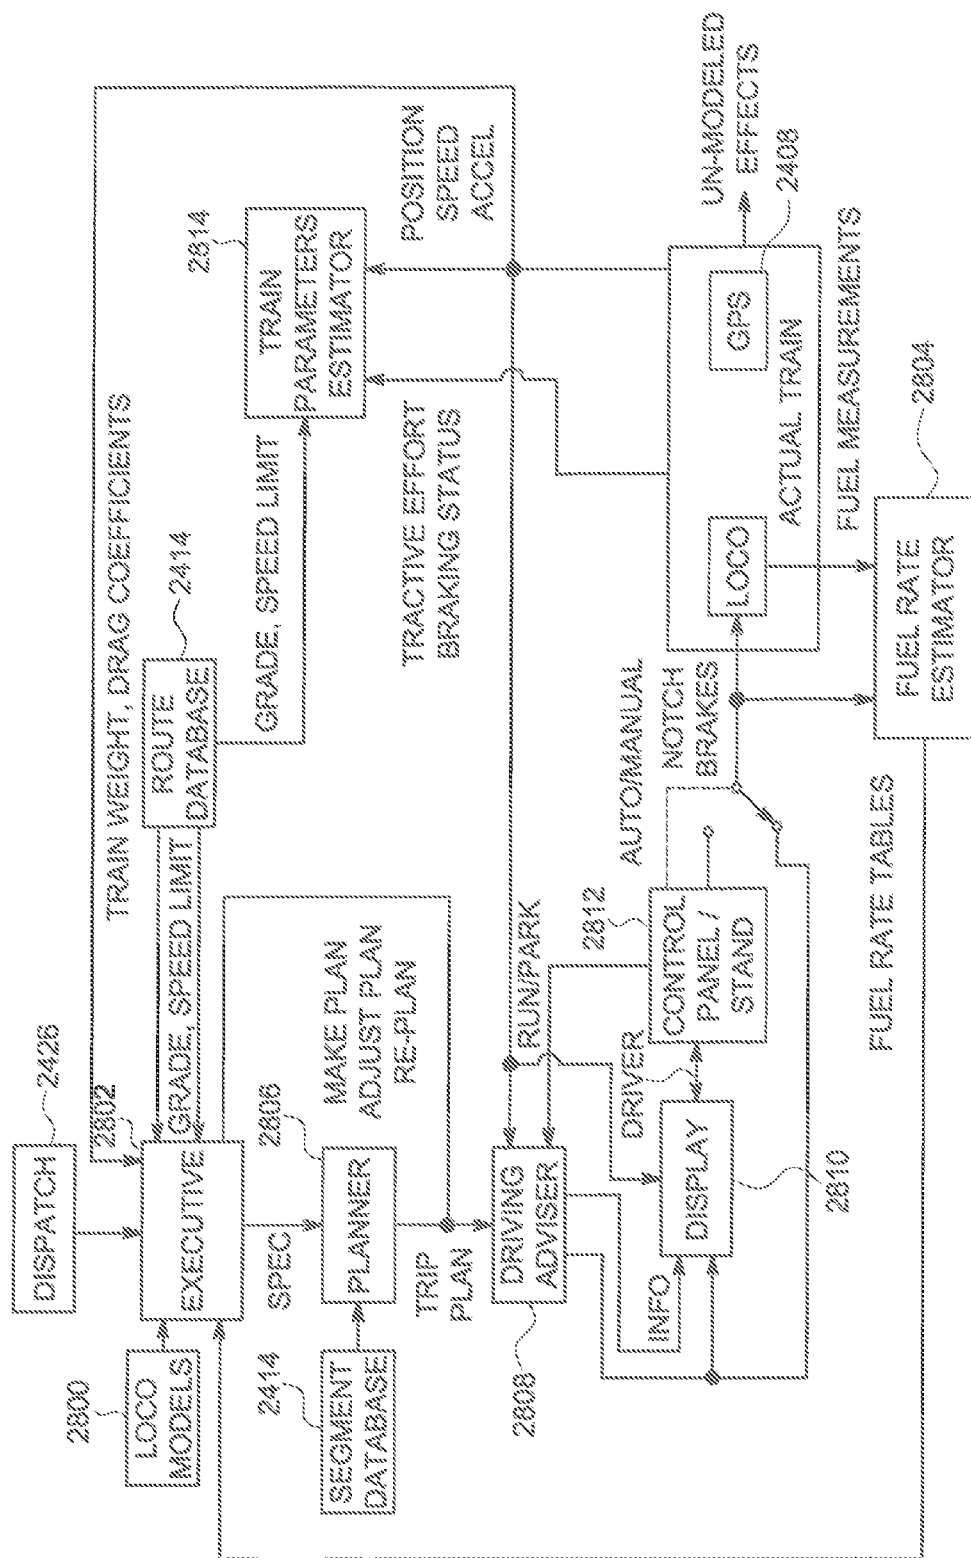 DISPATCH
2426
2802
EXECUTIVE
2800
LOCO
MODELS
GRADE, SPEED LIMIT
TRAIN WEIGHT, DRAG COEFFICIENTS
2414
ROUTE
DATABASE
GRADE, SPEED LIMIT
2814
TRAIN
PARAMETERS
ESTIMATOR
SPEC
2806
PLANNER
2414
SEGMENT
DATABASE
MAKE PLAN
ADJUST PLAN
RE-PLAN
TRIP
PLAN
TRACTIVE EFFORT
BRAKING STATUS
POSITION
SPEED
ACCEL
DRIVING
ADVISER
2808
RUN/PARK
INFO
DRIVER
DISPLAY
2810
2812
CONTROL
PANEL /
STAND
AUTO/MANUAL
NOTCH
BRAKES
LOCO
GPS
ACTUAL TRAIN
UN-MODELED
EFFECTS
2408
FUEL MEASUREMENTS
2804
FUEL RATE
ESTIMATOR
FUEL RATE TABLES